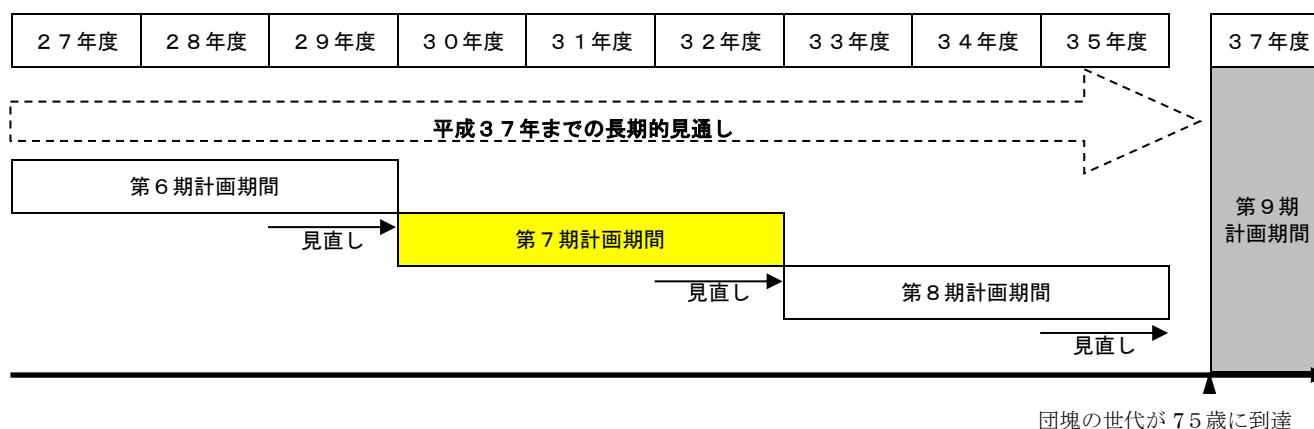 ２７年度 ２８年度 ２９年度 ３０年度 ３１年度 ３２年度 ３３年度 ３４年度 ３５年度 ３７年度
平成３７年までの長期的見通し
第６期計画期間
見直し
第７期計画期間
見直し
第８期計画期間
見直し
第９期
計画期間
団塊の世代が７５歳に到達